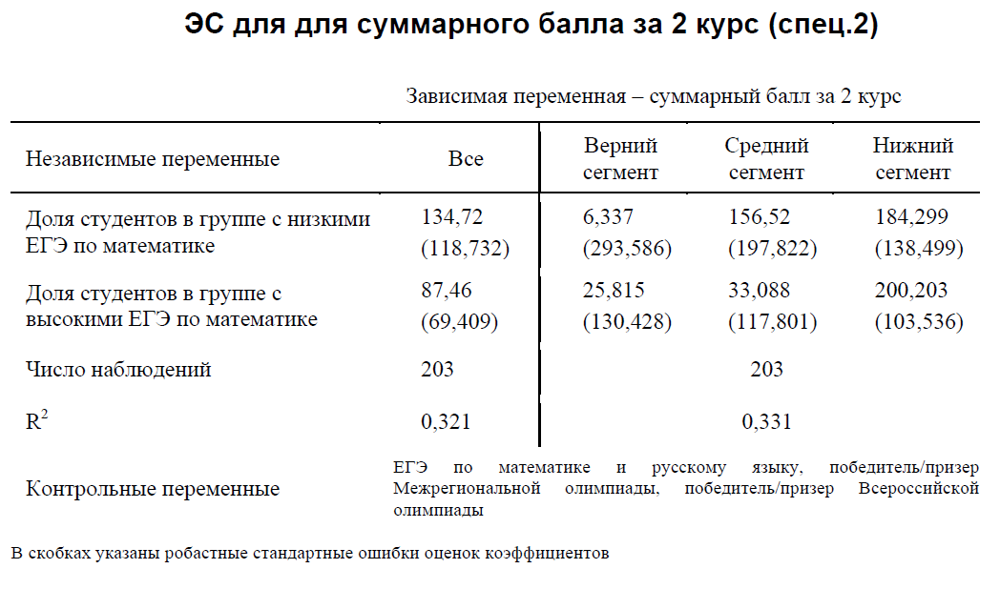 ЭС для для суммарного балла за 2 курс (спец.2)
Зависимая переменная – суммарный балл за 2 курс
Независимые переменные Все Верний сегмент Средний сегмент Нижний сегмент
Доля студентов в группе с низкими 134,72 6,337 156,52 184,299
ЕГЭ по математике (118,732) (293,586) (197,822) (138,499)
Доля студентов в группе с 87,46 25,815 33,088 200,203
высокими ЕГЭ по математике (69,409) (130,428) (117,801) (103,536)
Число наблюдений 203 203
R² 0,321 0,331
ЕГЭ по математике и русскому языку, победитель/призер
Контрольные переменные Межрегиональной олимпиады, победитель/призер Всероссийской
олимпиады
В скобках указаны робастные стандартные ошибки оценок коэффициентов